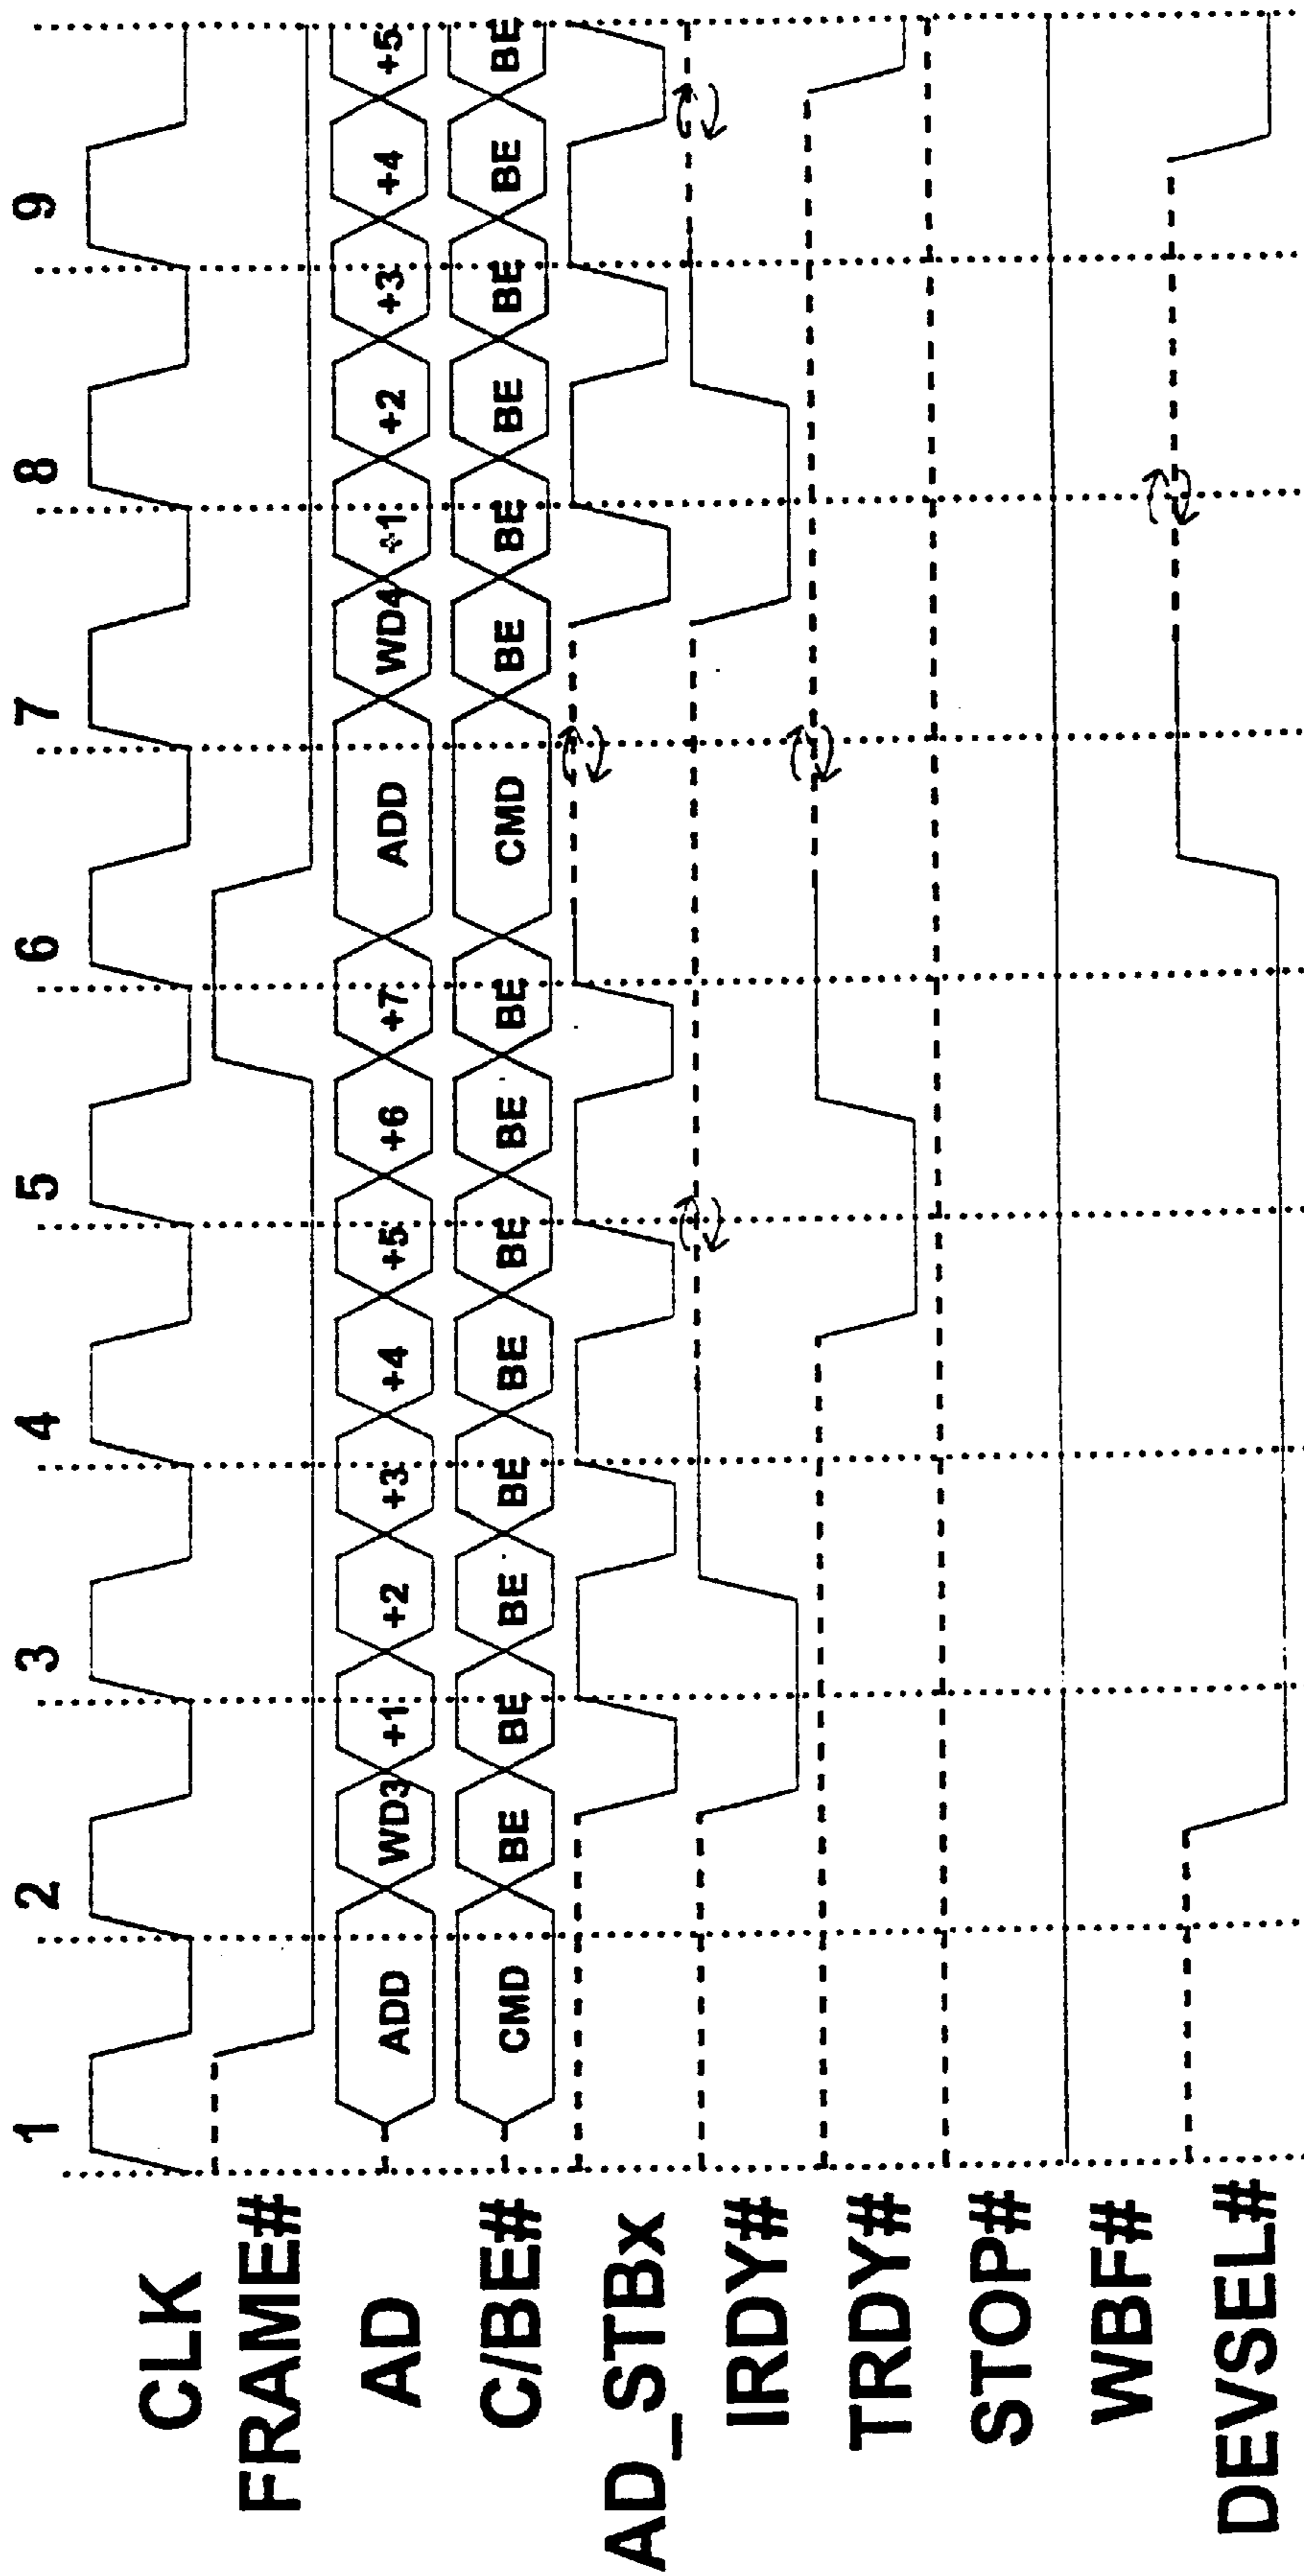 1 2 3 4 5 6 7 8 9
CLK
FRAME#
AD ADD WD3 +1 +2 +3 +4 +5 +6 +7 ADD WD4 +1 +2 +3 +4 +5
C/BE# CMD BE BE BE BE BE BE BE BE CMD BE BE BE BE BE BE
AD_STBx
IRDY#
TRDY#
STOP#
WBF#
DEVSEL#